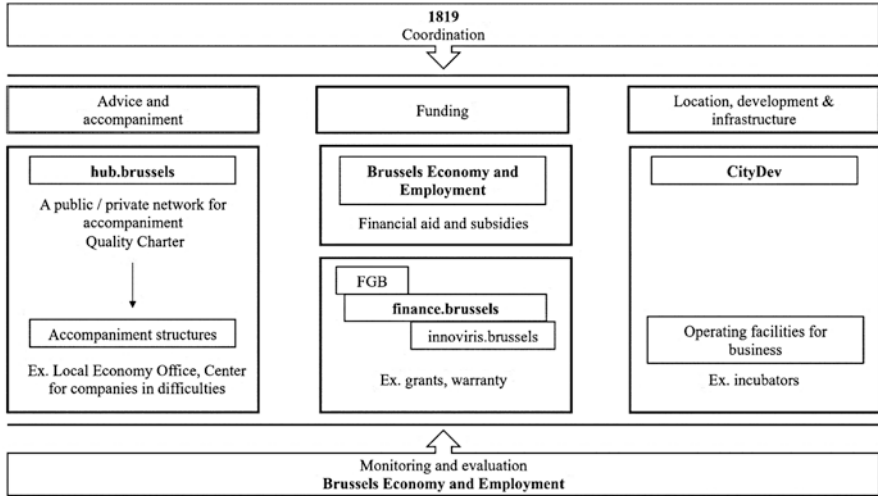 1819
Coordination
Advice and
accompaniment
Funding
Location, development &
infrastructure
hub.brussels
A public / private network for
accompaniment
Quality Charter
Accompaniment structures
Ex. Local Economy Office, Center
for companies in difficulties
Brussels Economy and
Employment
Financial aid and subsidies
FGB
finance.brussels
innoviris.brussels
Ex. grants, warranty
CityDev
Operating facilities for
business
Ex. incubators
Monitoring and evaluation
Brussels Economy and Employment